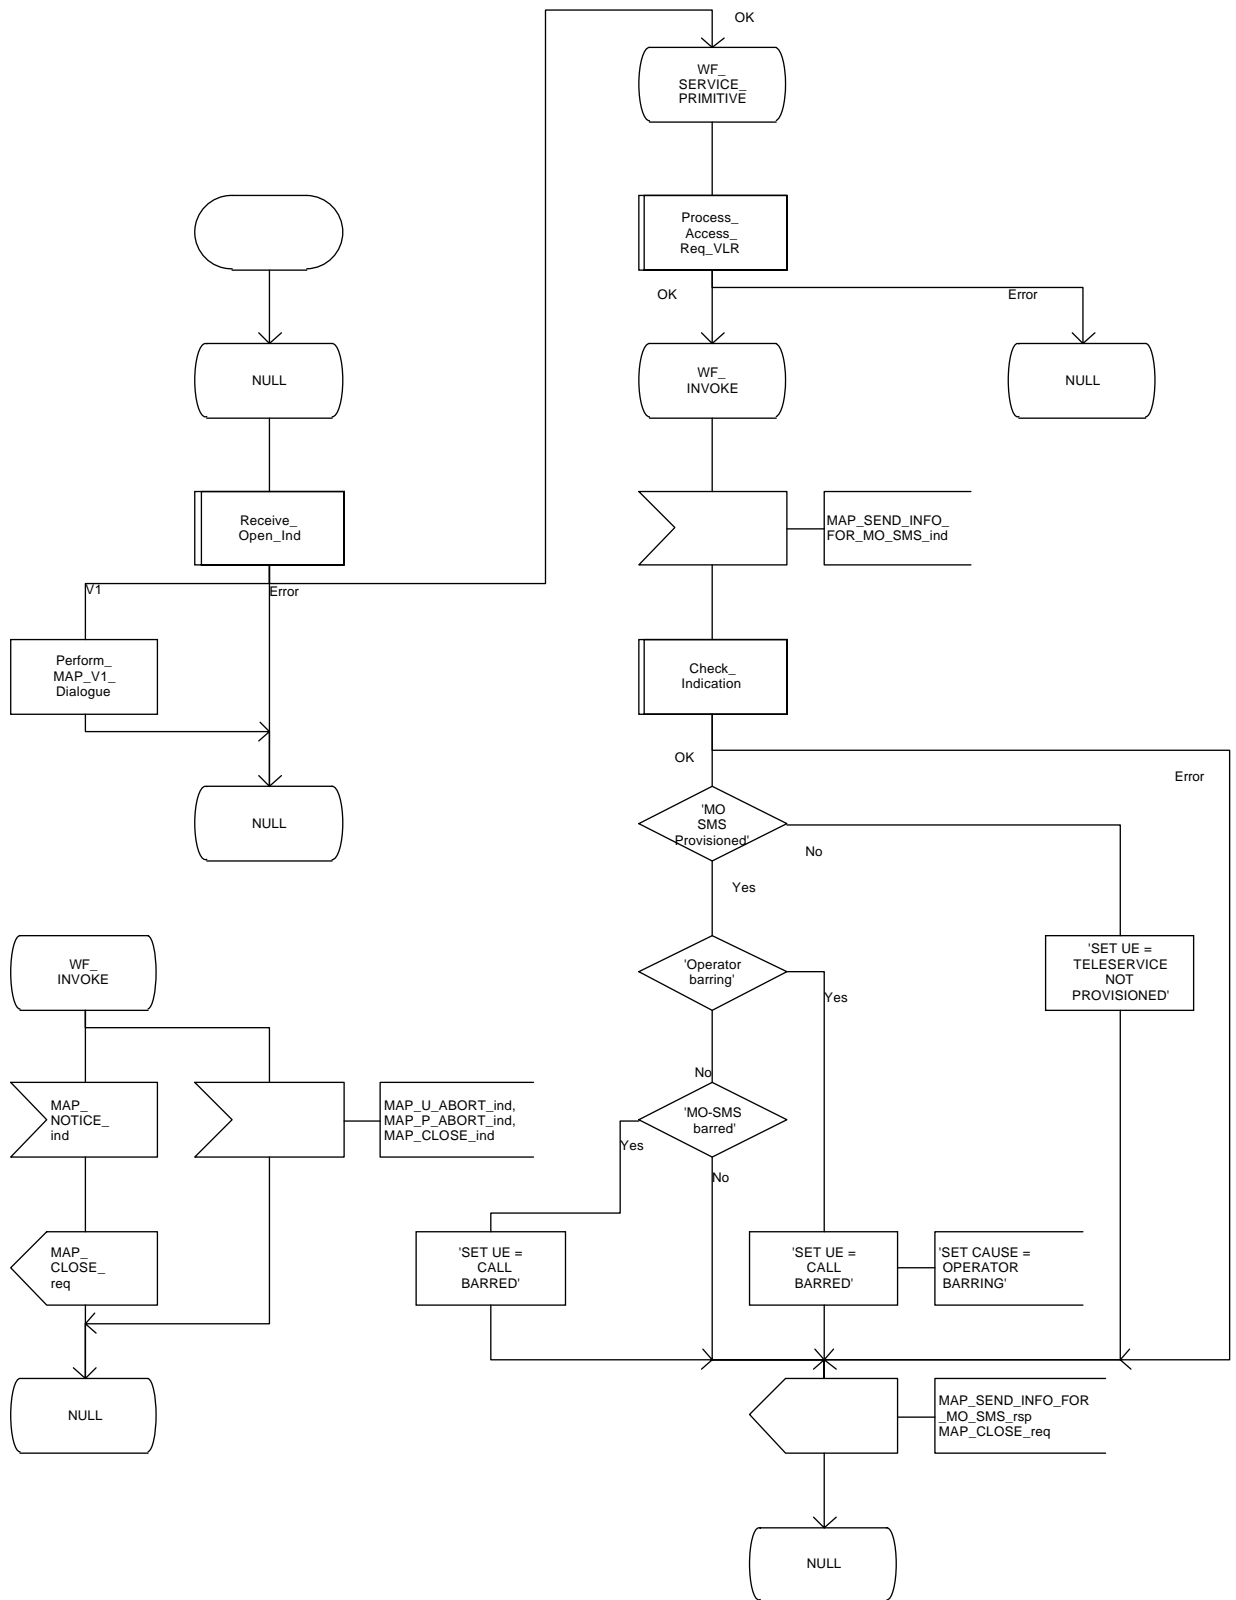 OK
WF_
SERVICE_
PRIMITIVE
Process_
Access_
Req_VLR
OK
Error
NULL
WF_
INVOKE
NULL
Receive_
Open_Ind
MAP_SEND_INFO_
FOR_MO_SMS_ind
V1
Error
Perform_
MAP_V1_
Dialogue
Check_
Indication
OK
Error
NULL
'MO
SMS
Provisioned'
No
Yes
WF_
INVOKE
'Operator
barring'
Yes
'SET UE =
TELESERVICE
NOT
PROVISIONED'
No
MAP_
NOTICE_
ind
MAP_U_ABORT_ind,
MAP_P_ABORT_ind,
MAP_CLOSE_ind
'MO-SMS
barred'
Yes
No
MAP_
CLOSE_
req
'SET UE =
CALL
BARRED'
'SET UE =
CALL
BARRED'
'SET CAUSE =
OPERATOR
BARRING'
NULL
MAP_SEND_INFO_FOR
_MO_SMS_rsp
MAP_CLOSE_req
NULL